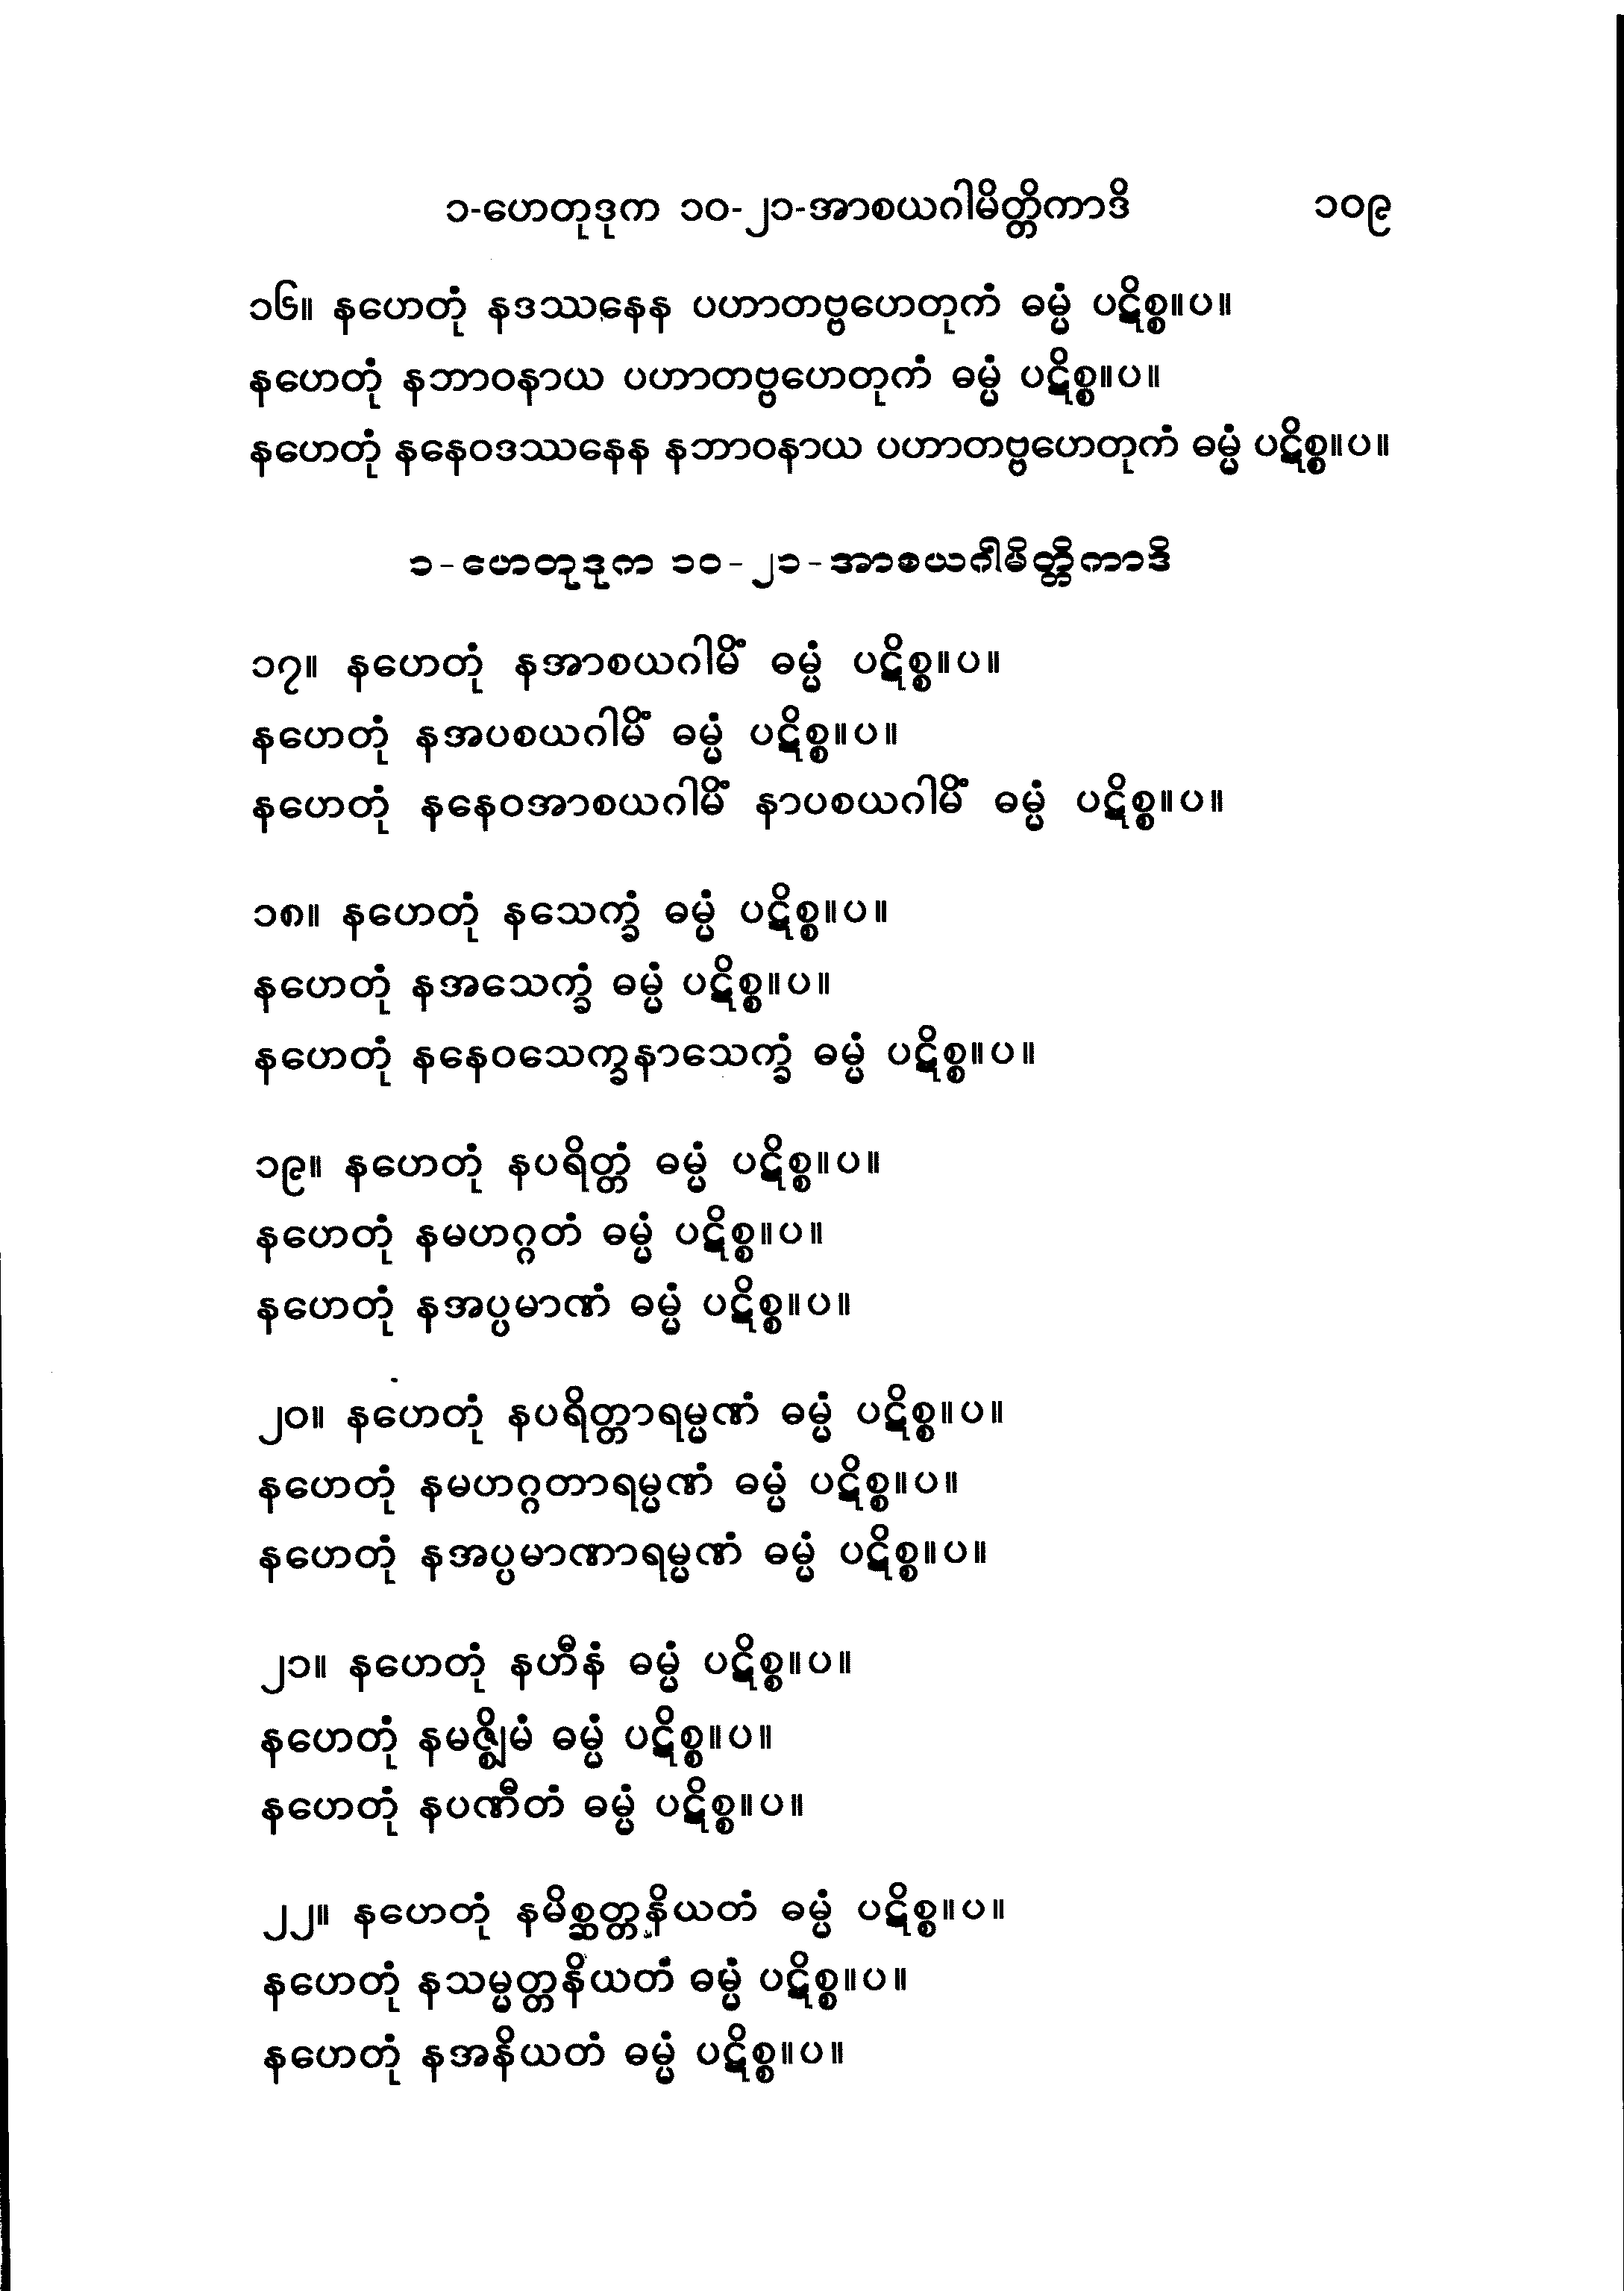 ၁-ဟေတုဒုက ၁၀-၂၁-အာစယဂါမိတ္တိကာဒိ ၁၀၉
၁၆။ နဟေတုံ နဒဿနေန ပဟာတဗ္ဗဟေတုကံ ဓမ္မံ ပဋိစ္စ။ပ။
နဟေတုံ နဘာဝနာယ ပဟာတဗ္ဗဟေတုကံ ဓမ္မံ ပဋိစ္စ။ပ။
နဟေတုံ နနေဝဒဿနေန နဘာဝနာယ ပဟာတဗ္ဗဟေတုကံ ဓမ္မံ ပဋိစ္စ။ပ။
၁-ဟေတုဒုက ၁၀-၂၁-အာစယဂါမိတ္တိကာဒိ
၁၇။ နဟေတုံ နအာစယဂါမိံ ဓမ္မံ ပဋိစ္စ။ပ။
နဟေတုံ နအပစယဂါမိံ ဓမ္မံ ပဋိစ္စ။ပ။
နဟေတုံ နနေဝအာစယဂါမိံ နာပစယဂါမိံ ဓမ္မံ ပဋိစ္စ။ပ။
၁၈။ နဟေတုံ နသေက္ခံ ဓမ္မံ ပဋိစ္စ။ပ။
နဟေတုံ နအသေက္ခံ ဓမ္မံ ပဋိစ္စ။ပ။
နဟေတုံ နနေဝသေက္ခနာသေက္ခံ ဓမ္မံ ပဋိစ္စ။ပ။
၁၉။ နဟေတုံ နပရိတ္တံ ဓမ္မံ ပဋိစ္စ။ပ။
နဟေတုံ နမဟဂ္ဂတံ ဓမ္မံ ပဋိစ္စ။ပ။
နဟေတုံ နအပ္ပမာဏံ ဓမ္မံ ပဋိစ္စ။ပ။
၂၀။ နဟေတုံ နပရိတ္တာရမ္မဏံ ဓမ္မံ ပဋိစ္စ။ပ။
နဟေတုံ နမဟဂ္ဂတာရမ္မဏံ ဓမ္မံ ပဋိစ္စ။ပ။
နဟေတုံ နအပ္ပမာဏာရမ္မဏံ ဓမ္မံ ပဋိစ္စ။ပ။
၂၁။ နဟေတုံ နဟီနံ ဓမ္မံ ပဋိစ္စ။ပ။
နဟေတုံ နမဇ္ဈိမံ ဓမ္မံ ပဋိစ္စ။ပ။
နဟေတုံ နပဏီတံ ဓမ္မံ ပဋိစ္စ။ပ။
၂၂။ နဟေတုံ နမိစ္ဆတ္တနိယတံ ဓမ္မံ ပဋိစ္စ။ပ။
နဟေတုံ နသမ္မတ္တနိယတံ ဓမ္မံ ပဋိစ္စ။ပ။
နဟေတုံ နအနိယတံ ဓမ္မံ ပဋိစ္စ။ပ။